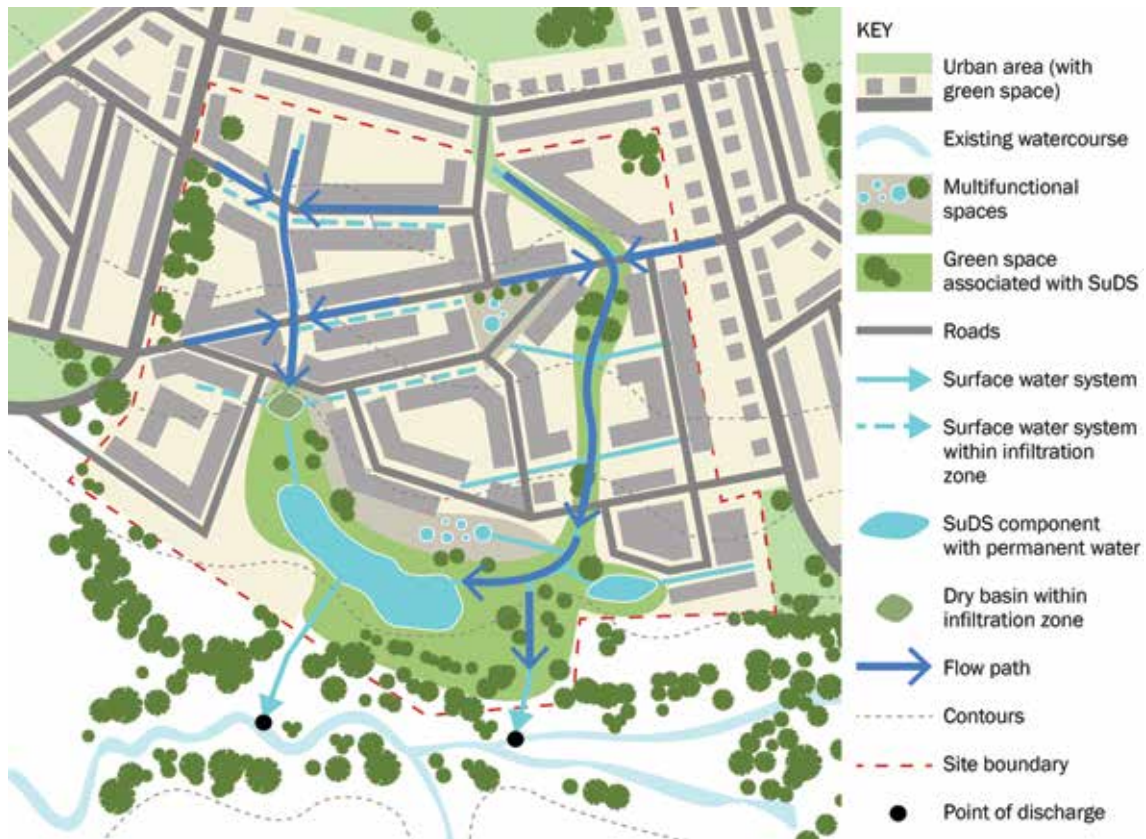 KEY
Urban area (with
green space)
Existing watercourse
Multifunctional
spaces
Green space
associated with SuDS
Roads
Surface water system
Surface water system
within infiltration
zone
SuDS component
with permanent water
Dry basin within
infiltration zone
Flow path
Contours
Site boundary
Point of discharge